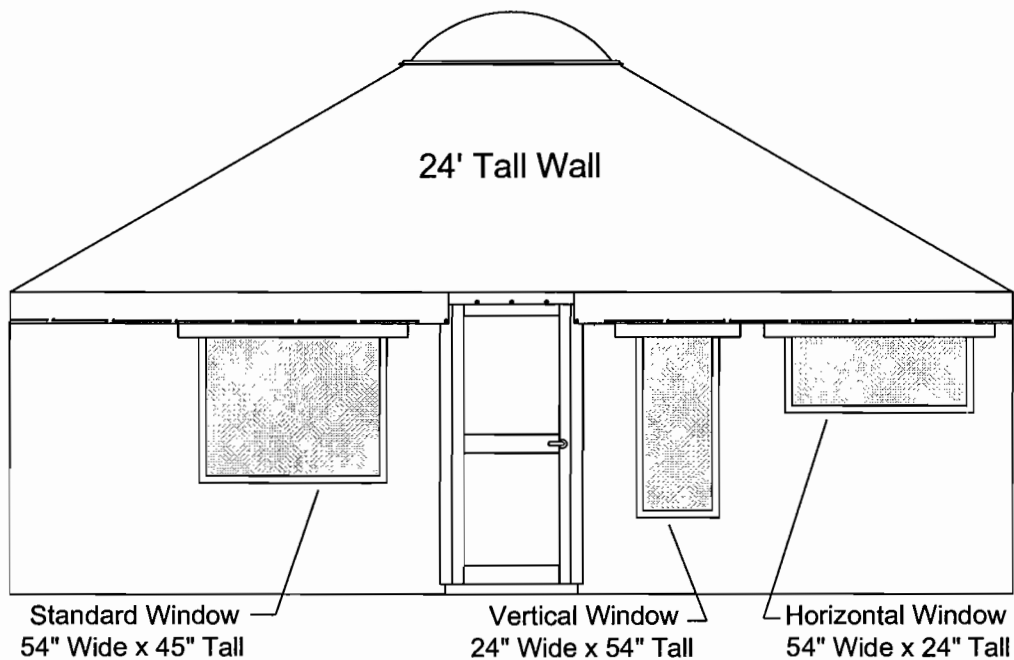 24' Tall Wall
Standard Window
54" Wide x 45" Tall
Vertical Window
24" Wide x 54" Tall
Horizontal Window
54" Wide x 24" Tall